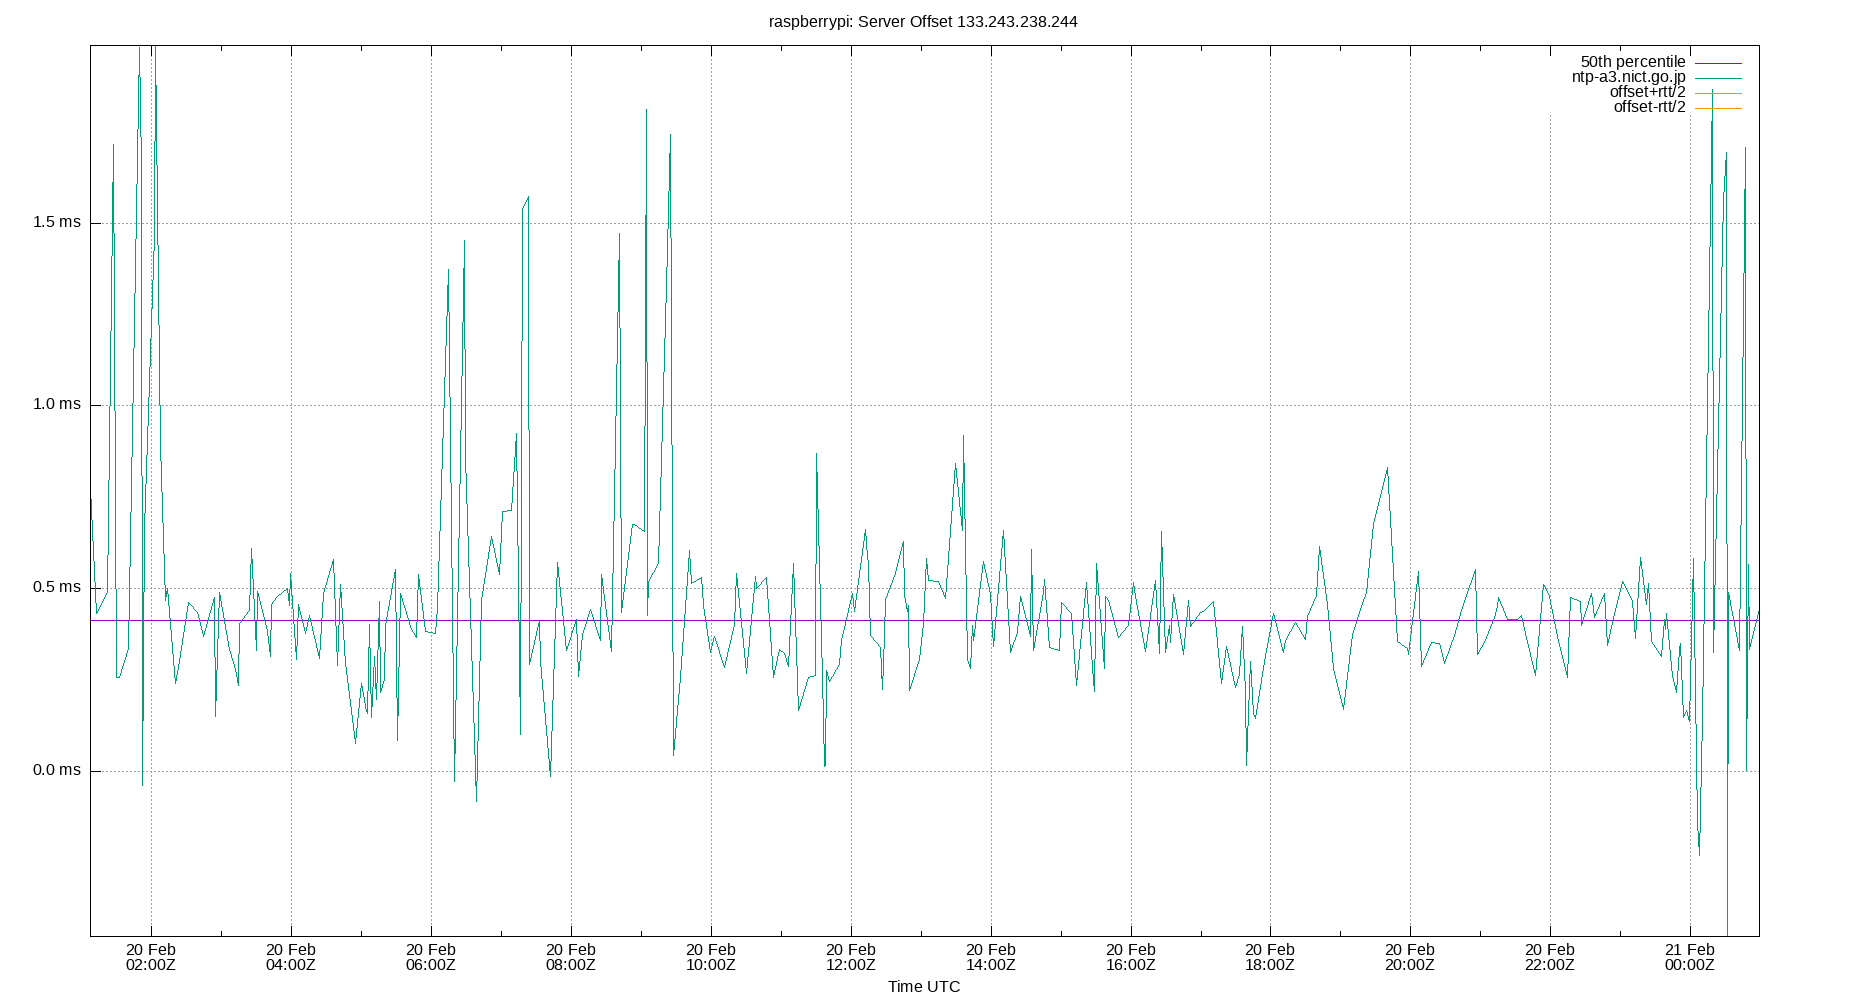 raspberrypi: Server Offset 133.243.238.244
50th percentile
ntp-a3.nict.go.jp
offset+rtt/2
offset-rtt/2
1.5 ms
1.0 ms
0.5 ms
0.0 ms
20 Feb 20 Feb 20 Feb 20 Feb 20 Feb 20 Feb 20 Feb 20 Feb 20 Feb 20 Feb 20 Feb 21 Feb
02:00Z 04:00Z 06:00Z 08:00Z 10:00Z 12:00Z 14:00Z 16:00Z 18:00Z 20:00Z 22:00Z 00:00Z
Time UTC